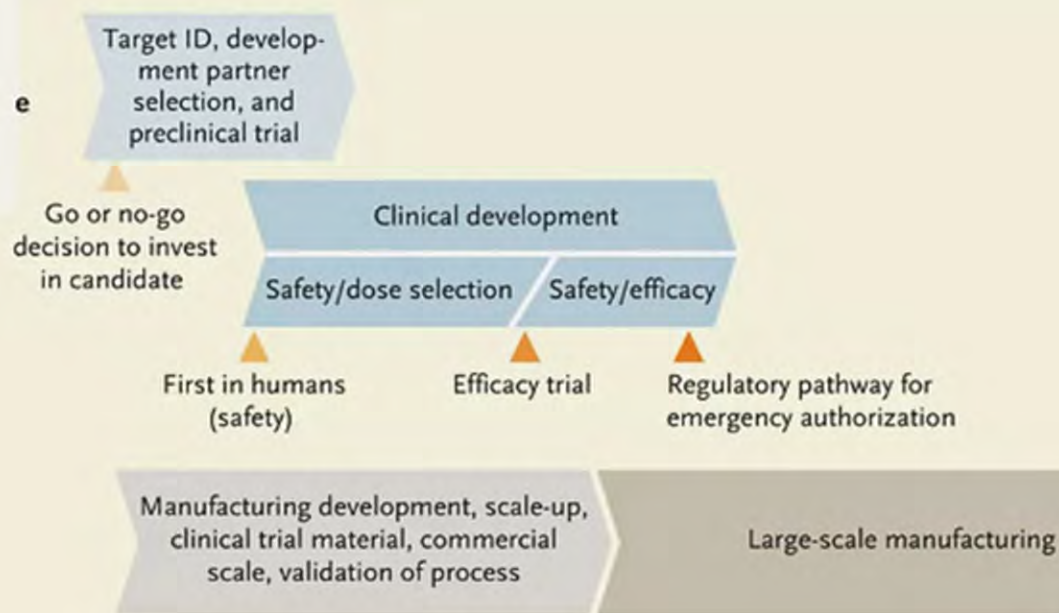 Target ID, develop-
ment partner
selection, and
preclinical trial
e
Go or no-go
decision to invest
in candidate
Clinical development
Safety/dose selection
Safety/efficacy
First in humans
(safety)
Efficacy trial
Regulatory pathway for
emergency authorization
Manufacturing development, scale-up,
clinical trial material, commercial
scale, validation of process
Large-scale manufacturing